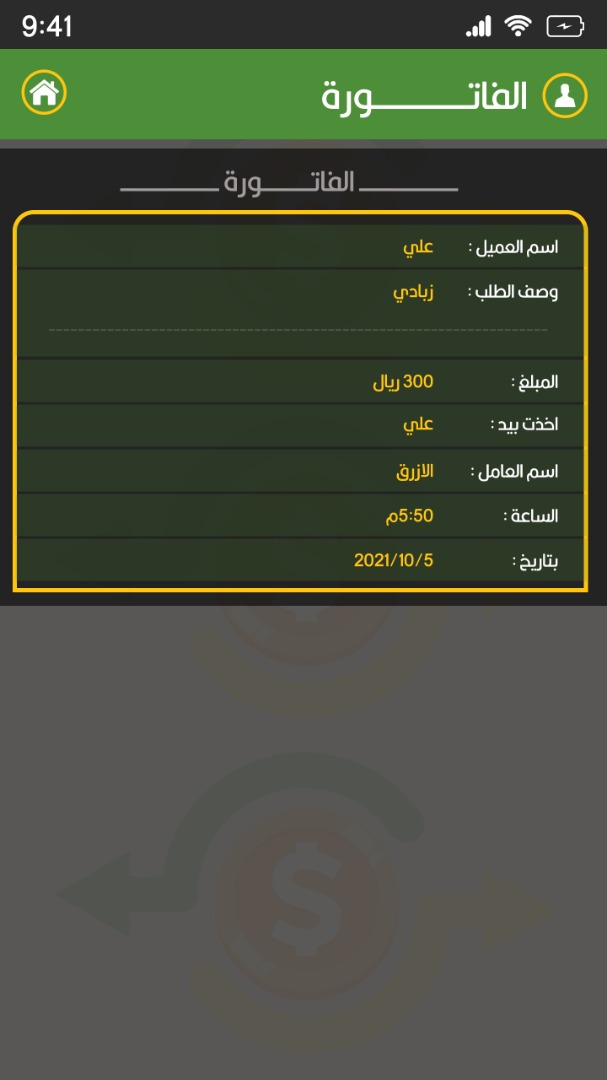 9:41
الفاتـــــورة
الفاتـــــورة
اسم العميل : علي
وصف الطلب : زبادي
المبلغ : 300 ريال
اخذت بيد : علي
اسم العامل : الازرق
الساعة : 5:50م
بتاريخ : 2021/10/5
$